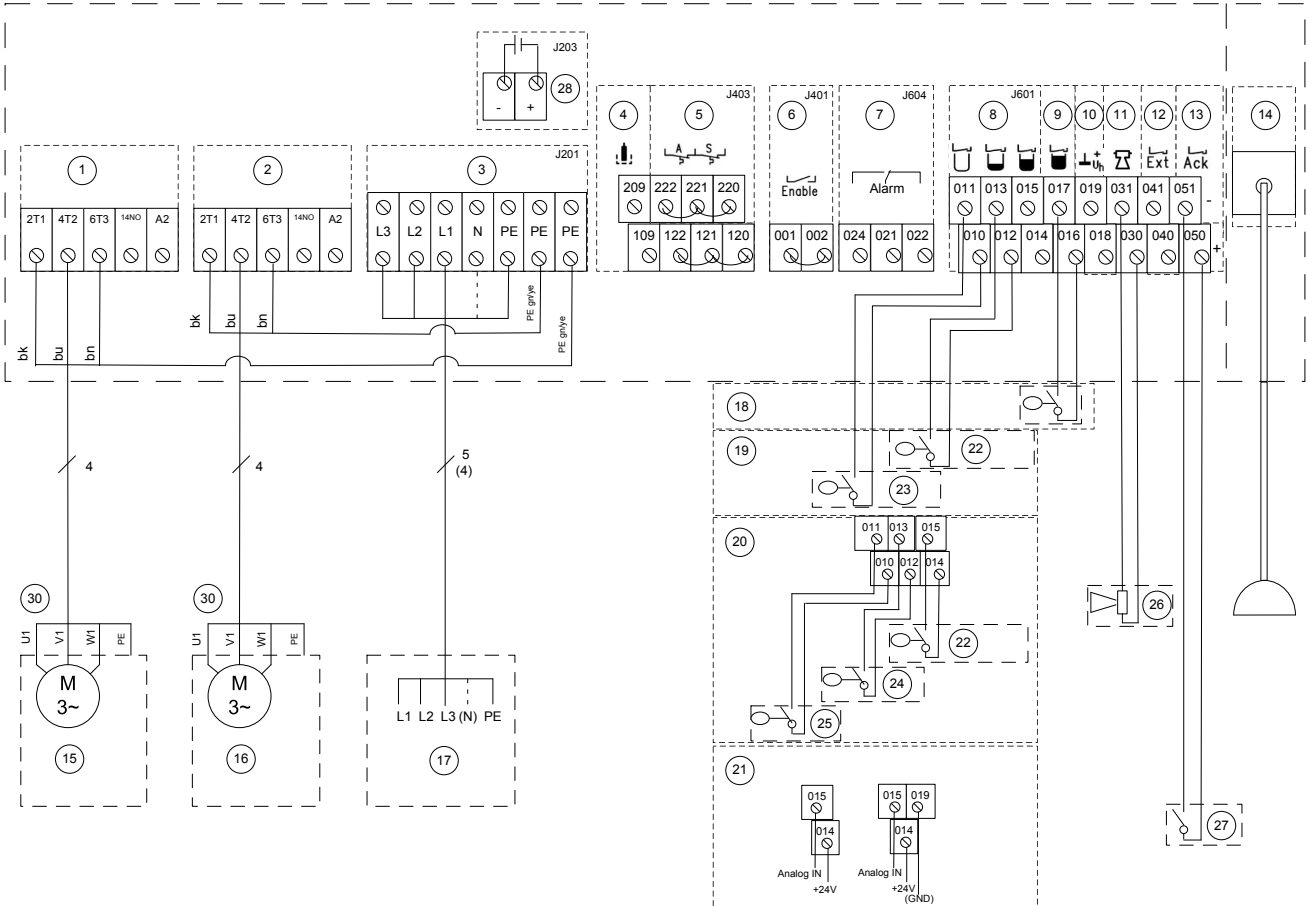 J203
- +
28
J201
J403
J401
J604
J601
1
2
3
4
5
6
7
8
9
10
11
12
13
14
A S
Enable
Alarm
+
Uh
Ext
Ack
2T1 4T2 6T3 14NO A2
2T1 4T2 6T3 14NO A2
L3 L2 L1 N PE PE PE
209 222 221 220
109 122 121 120
001 002
024 021 022
011 013 015 017 019 031 041 051 -
010 012 014 016 018 030 040 050 +
bk bu bn
bk bu bn
PE gn/ye
PE gn/ye
18
19
22
23
4
4
5
(4)
20
011 013 015
010 012 014
22
24
25
26
30
U1 V1 W1 PE
M
3~
15
30
U1 V1 W1 PE
M
3~
16
L1 L2 L3 (N) PE
17
21
015
014
Analog IN
+24V
015 019
014
Analog IN
+24V
(GND)
27